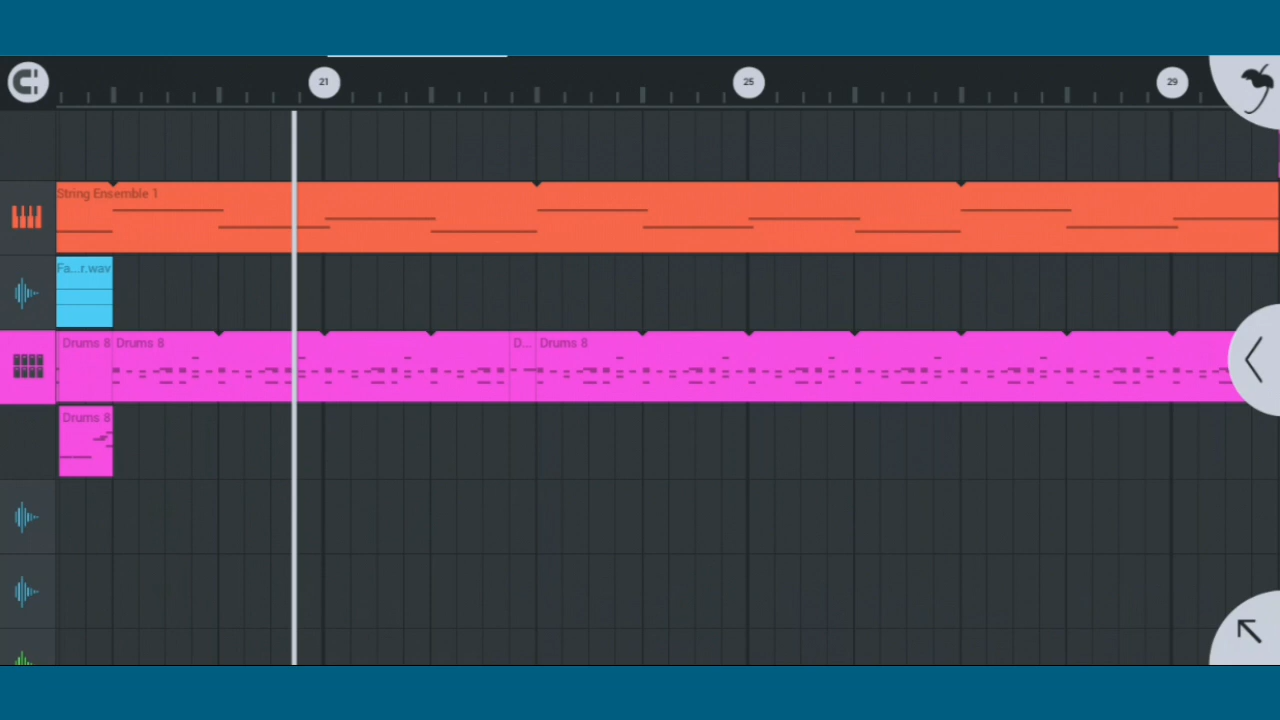 21
25
29
String Ensemble 1
Fa...r.wav
Drums 8
Drums 8
D...
Drums 8
Drums 8